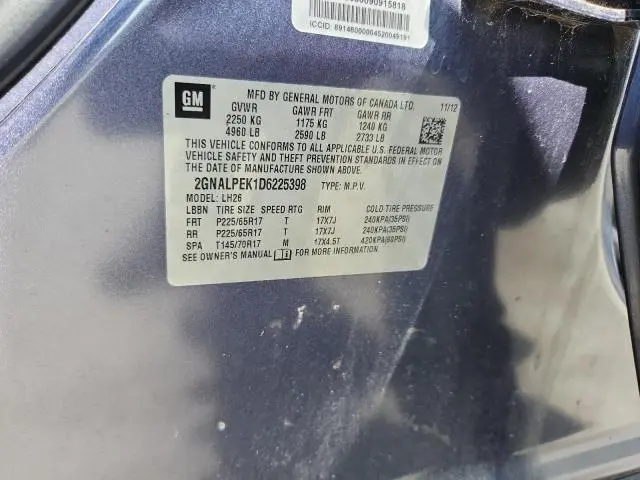 ICCID: 891480000004520049191
GM
MFD BY GENERAL MOTORS OF CANADA LTD. 11/12
GVWR GAWR FRT GAWR RR
2250 KG 1175 KG 1240 KG
4960 LB 2590 LB 2733 LB
THIS VEHICLE CONFORMS TO ALL APPLICABLE U.S. FEDERAL MOTOR
VEHICLE SAFETY AND THEFT PREVENTION STANDARDS IN EFFECT ON
THE DATE OF MANUFACTURE SHOWN ABOVE.
2GNALPEK1D6225398 TYPE: M.P.V.
MODEL: LH26
LBBN TIRE SIZE SPEED RTG RIM COLD TIRE PRESSURE
FRT P225/65R17 T 17X7J 240KPA(35PSI)
RR P225/65R17 T 17X7J 240KPA(35PSI)
SPA T145/70R17 M 17X4.5T 420KPA(60PSI)
SEE OWNER'S MANUAL FOR MORE INFORMATION.